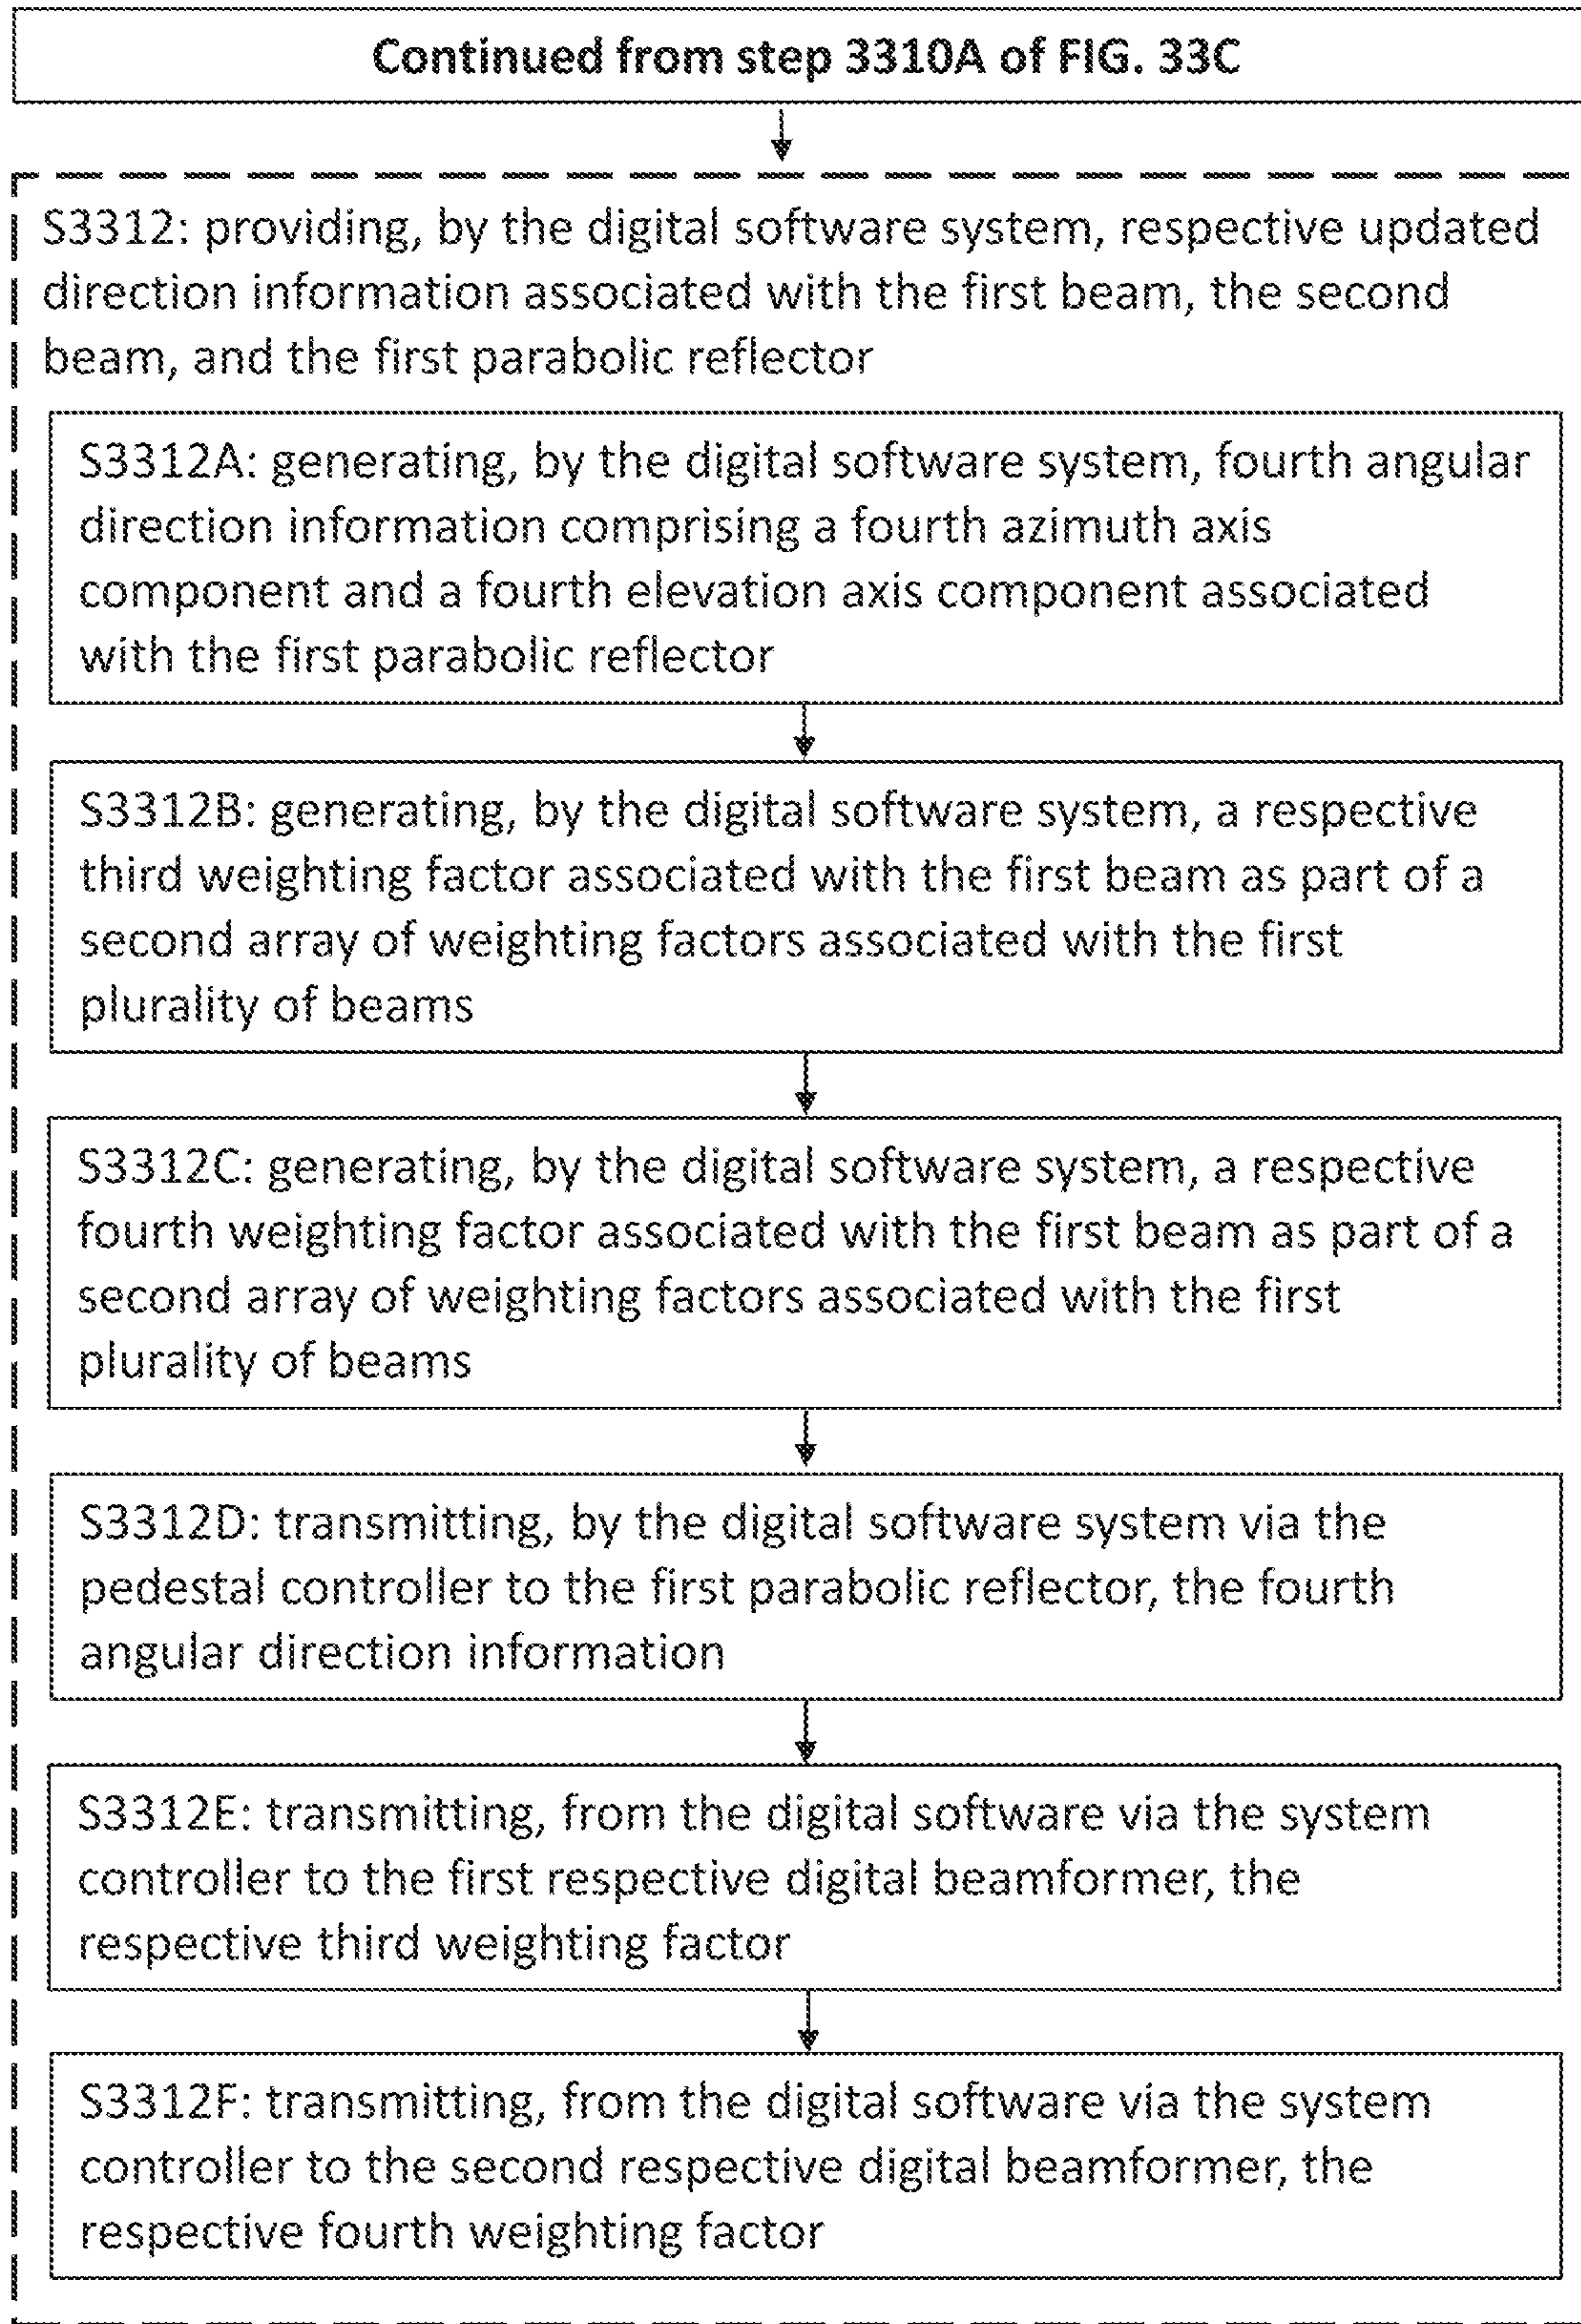 Continued from step 3310A of FIG. 33C
S3312: providing, by the digital software system, respective updated
direction information associated with the first beam, the second
beam, and the first parabolic reflector
S3312A: generating, by the digital software system, fourth angular
direction information comprising a fourth azimuth axis
component and a fourth elevation axis component associated
with the first parabolic reflector
S3312B: generating, by the digital software system, a respective
third weighting factor associated with the first beam as part of a
second array of weighting factors associated with the first
plurality of beams
S3312C: generating, by the digital software system, a respective
fourth weighting factor associated with the first beam as part of a
second array of weighting factors associated with the first
plurality of beams
S3312D: transmitting, by the digital software system via the
pedestal controller to the first parabolic reflector, the fourth
angular direction information
S3312E: transmitting, from the digital software via the system
controller to the first respective digital beamformer, the
respective third weighting factor
S3312F: transmitting, from the digital software via the system
controller to the second respective digital beamformer, the
respective fourth weighting factor